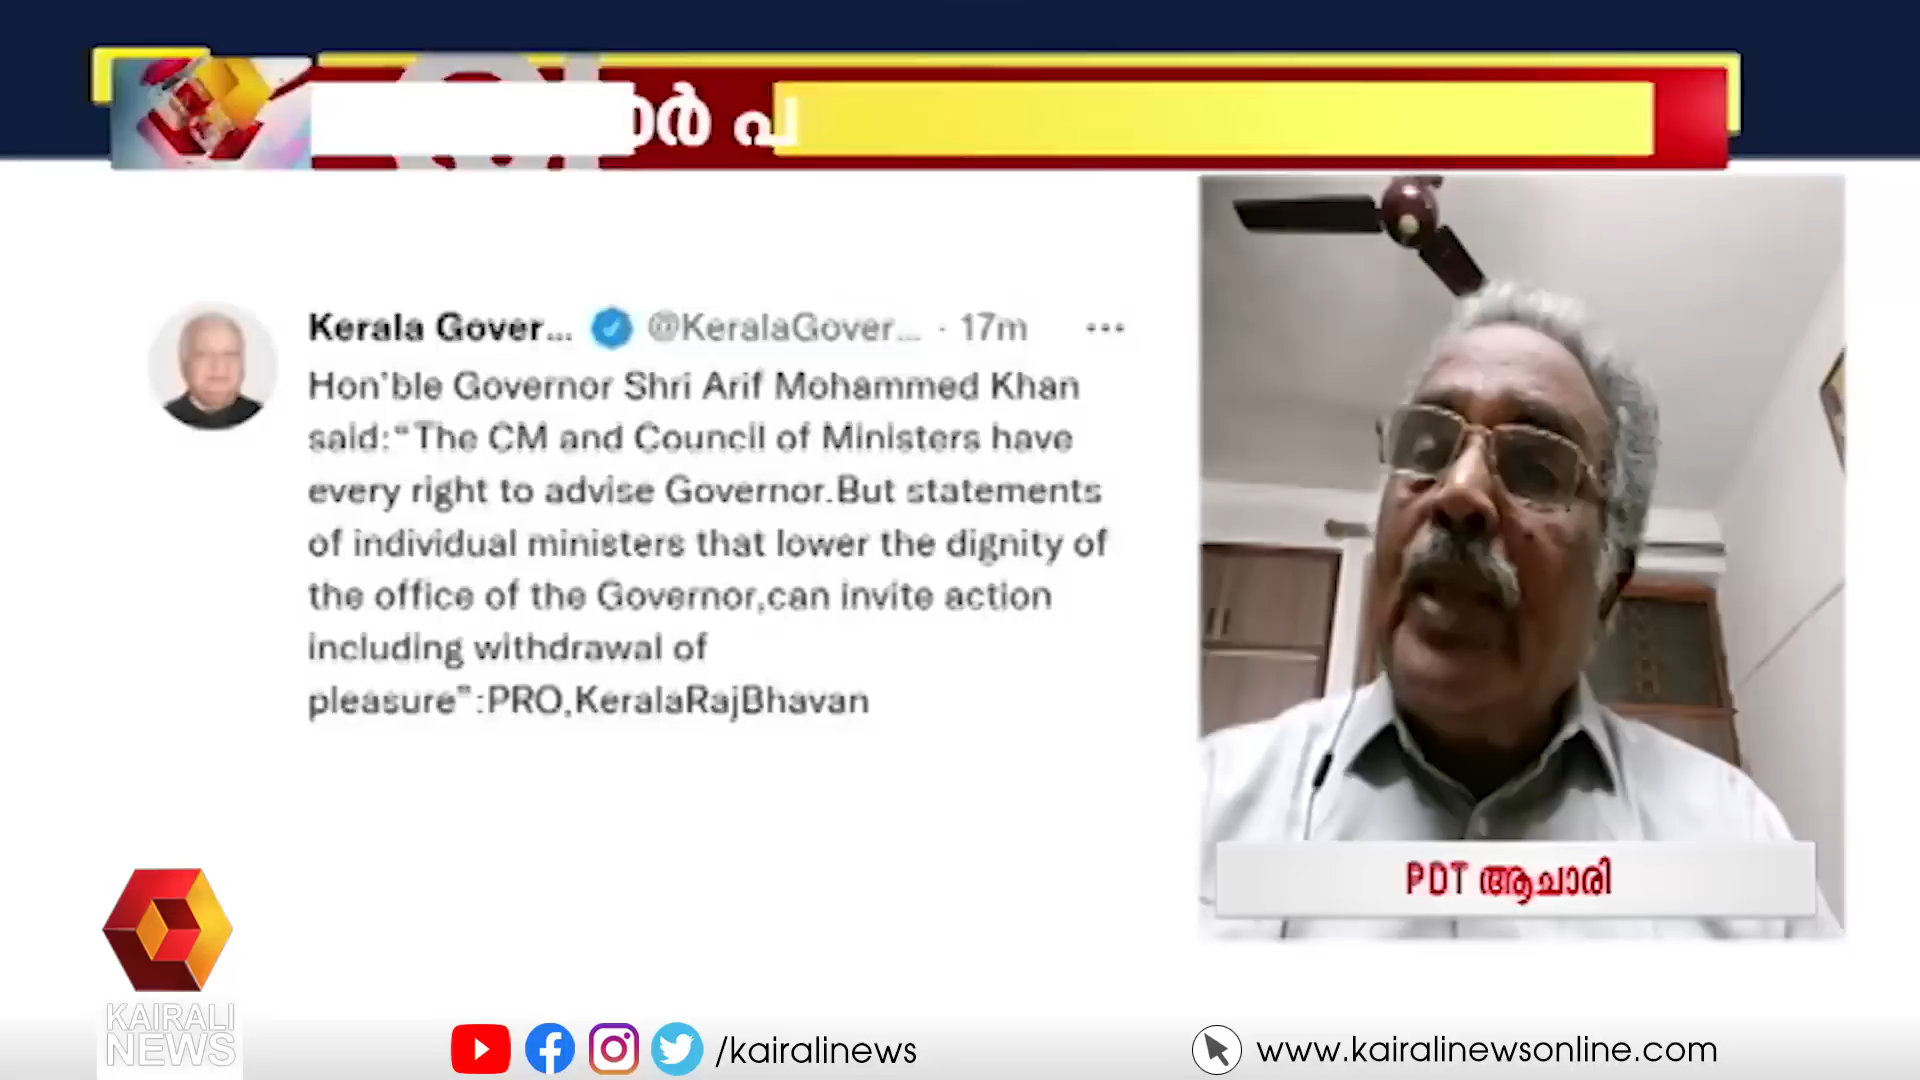 ാർ പ
Kerala Gover... @KeralaGover... · 17m ...
Hon'ble Governor Shri Arif Mohammed Khan
said:"The CM and Council of Ministers have
every right to advise Governor.But statements
of individual ministers that lower the dignity of
the office of the Governor,can invite action
including withdrawal of
pleasure":PRO,KeralaRajBhavan
PDT ആചാരി
KAIRALI
NEWS
/kairalinews
www.kairalinewsonline.com